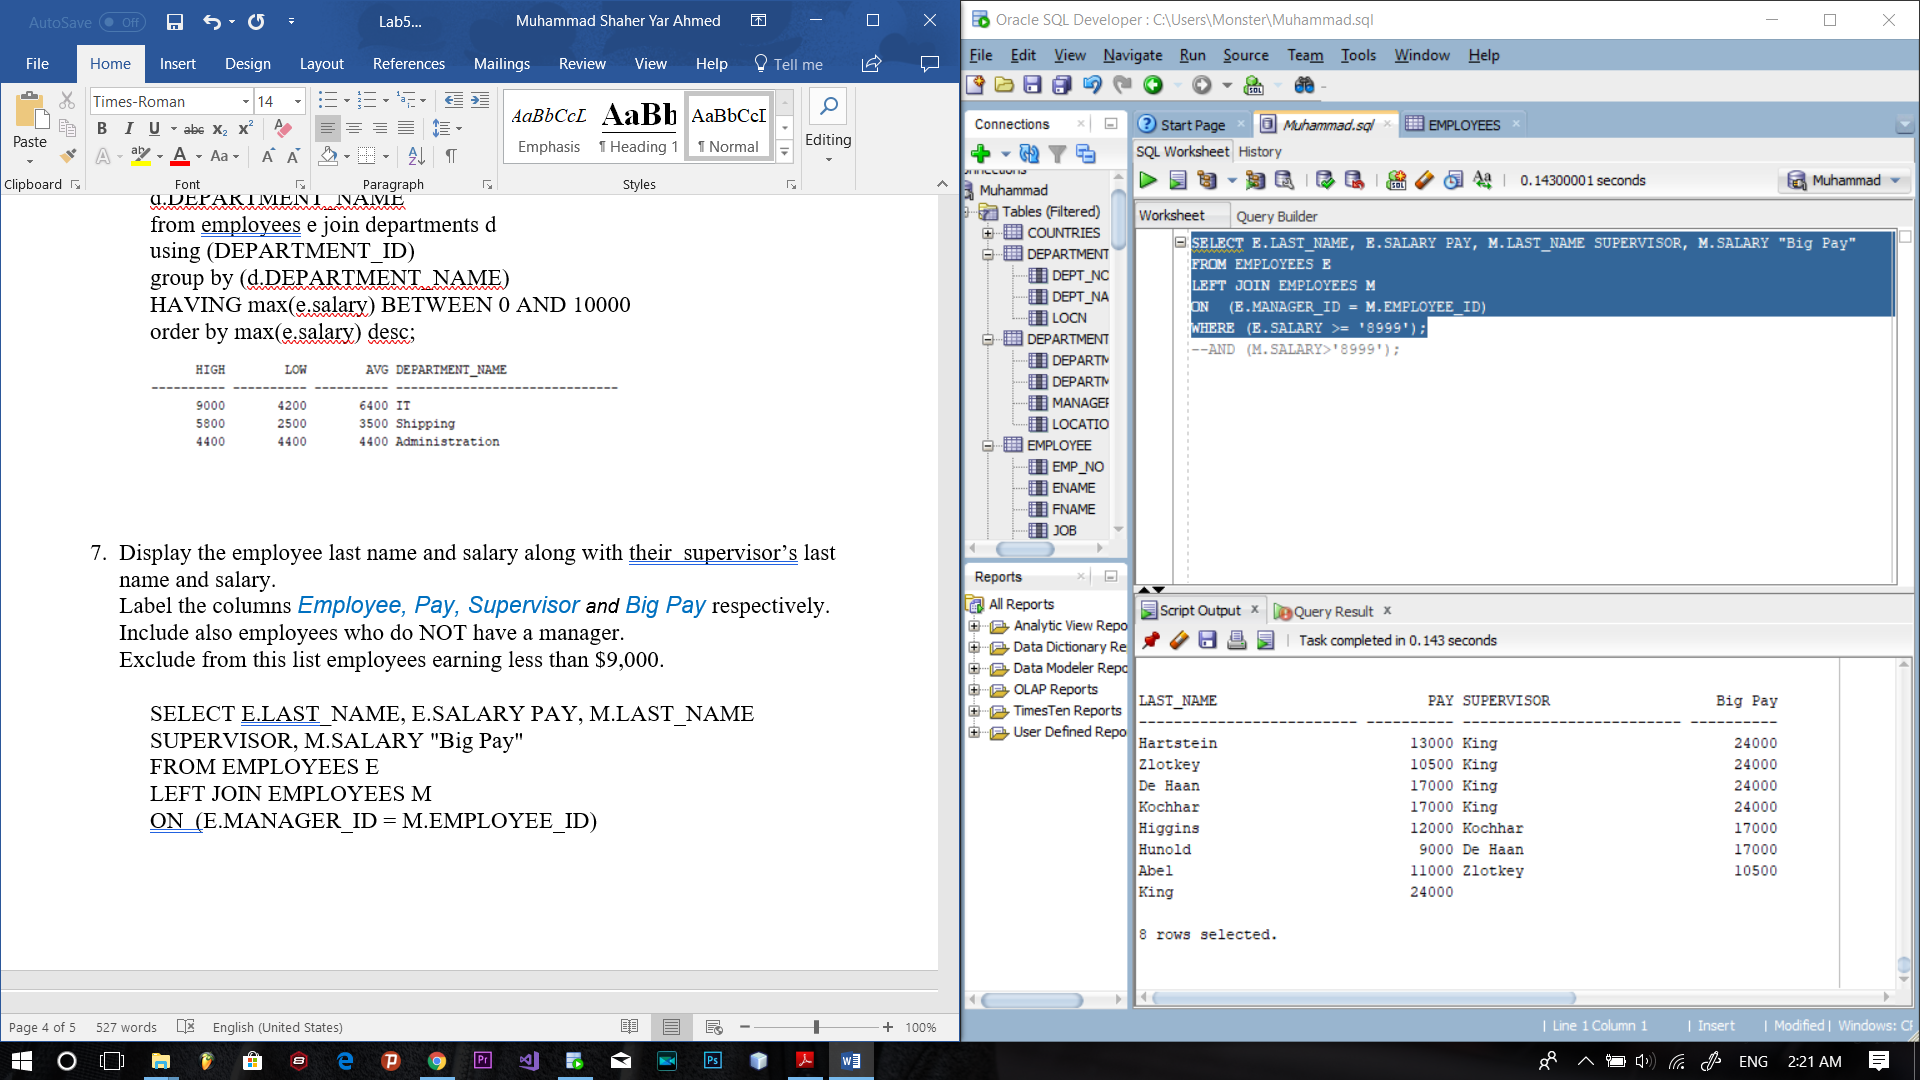 AutoSave Off Lab5... Muhammad Shaher Yar Ahmed
File Home Insert Design Layout References Mailings Review View Help Tell me
Times-Roman 14
B I U abc X2 X2
Aa A A
Paste
AaBbCcL AaBb AaBbCcI
Emphasis ¶ Heading 1 ¶ Normal
Editing
Clipboard Font Paragraph Styles
d.DEPARTMENT_NAME
from employees e join departments d
using (DEPARTMENT_ID)
group by (d.DEPARTMENT_NAME)
HAVING max(e.salary) BETWEEN 0 AND 10000
order by max(e.salary) desc;
HIGH LOW AVG DEPARTMENT_NAME
---------- ---------- ---------- ------------------------------
9000 4200 6400 IT
5800 2500 3500 Shipping
4400 4400 4400 Administration
7. Display the employee last name and salary along with their supervisor’s last
name and salary.
Label the columns Employee, Pay, Supervisor and Big Pay respectively.
Include also employees who do NOT have a manager.
Exclude from this list employees earning less than $9,000.
SELECT E.LAST_NAME, E.SALARY PAY, M.LAST_NAME
SUPERVISOR, M.SALARY "Big Pay"
FROM EMPLOYEES E
LEFT JOIN EMPLOYEES M
ON (E.MANAGER_ID = M.EMPLOYEE_ID)
Page 4 of 5 527 words English (United States) 100%
Oracle SQL Developer : C:\Users\Monster\Muhammad.sql
File Edit View Navigate Run Source Team Tools Window Help
Connections
Muhammad
Tables (Filtered)
COUNTRIES
DEPARTMENT
DEPT_NO
DEPT_NA
LOCN
DEPARTMENT
DEPARTM
DEPARTM
MANAGER
LOCATIO
EMPLOYEE
EMP_NO
ENAME
FNAME
JOB
Reports
All Reports
Analytic View Repo
Data Dictionary Re
Data Modeler Repo
OLAP Reports
TimesTen Reports
User Defined Repo
Start Page Muhammad.sql EMPLOYEES
SQL Worksheet History
0.14300001 seconds Muhammad
Worksheet Query Builder
SELECT E.LAST_NAME, E.SALARY PAY, M.LAST_NAME SUPERVISOR, M.SALARY "Big Pay"
FROM EMPLOYEES E
LEFT JOIN EMPLOYEES M
ON (E.MANAGER_ID = M.EMPLOYEE_ID)
WHERE (E.SALARY >= '8999');
--AND (M.SALARY>'8999');
Script Output Query Result
Task completed in 0.143 seconds
LAST_NAME PAY SUPERVISOR Big Pay
------------------------- ---------- ------------------------- ----------
Hartstein 13000 King 24000
Zlotkey 10500 King 24000
De Haan 17000 King 24000
Kochhar 17000 King 24000
Higgins 12000 Kochhar 17000
Hunold 9000 De Haan 17000
Abel 11000 Zlotkey 10500
King 24000
8 rows selected.
Line 1 Column 1 Insert Modified Windows: CF
ENG 2:21 AM